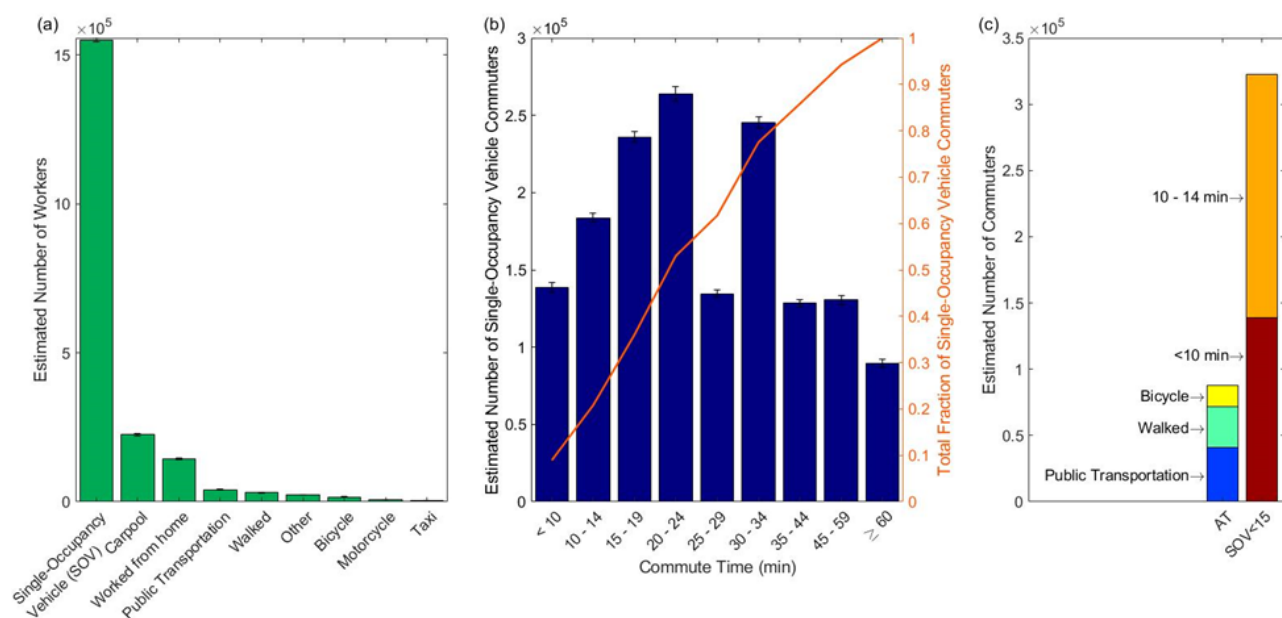 (a)
×10⁵
15
10
5
0
Estimated Number of Workers
Single-Occupancy
Vehicle (SOV)
Carpool
Worked from home
Public Transportation
Walked
Other
Bicycle
Motorcycle
Taxi
(b)
×10⁵
3
2.5
2
1.5
1
0.5
0
Estimated Number of Single-Occupancy Vehicle Commuters
< 10
10 - 14
15 - 19
20 - 24
25 - 29
30 - 34
35 - 44
45 - 59
≥ 60
Commute Time (min)
1
0.9
0.8
0.7
0.6
0.5
0.4
0.3
0.2
0.1
0
Total Fraction of Single-Occupancy Vehicle Commuters
(c)
×10⁵
3.5
3
2.5
2
1.5
1
0.5
0
Estimated Number of Commuters
10 - 14 min→
<10 min→
Bicycle→
Walked→
Public Transportation→
AT
SOV<15